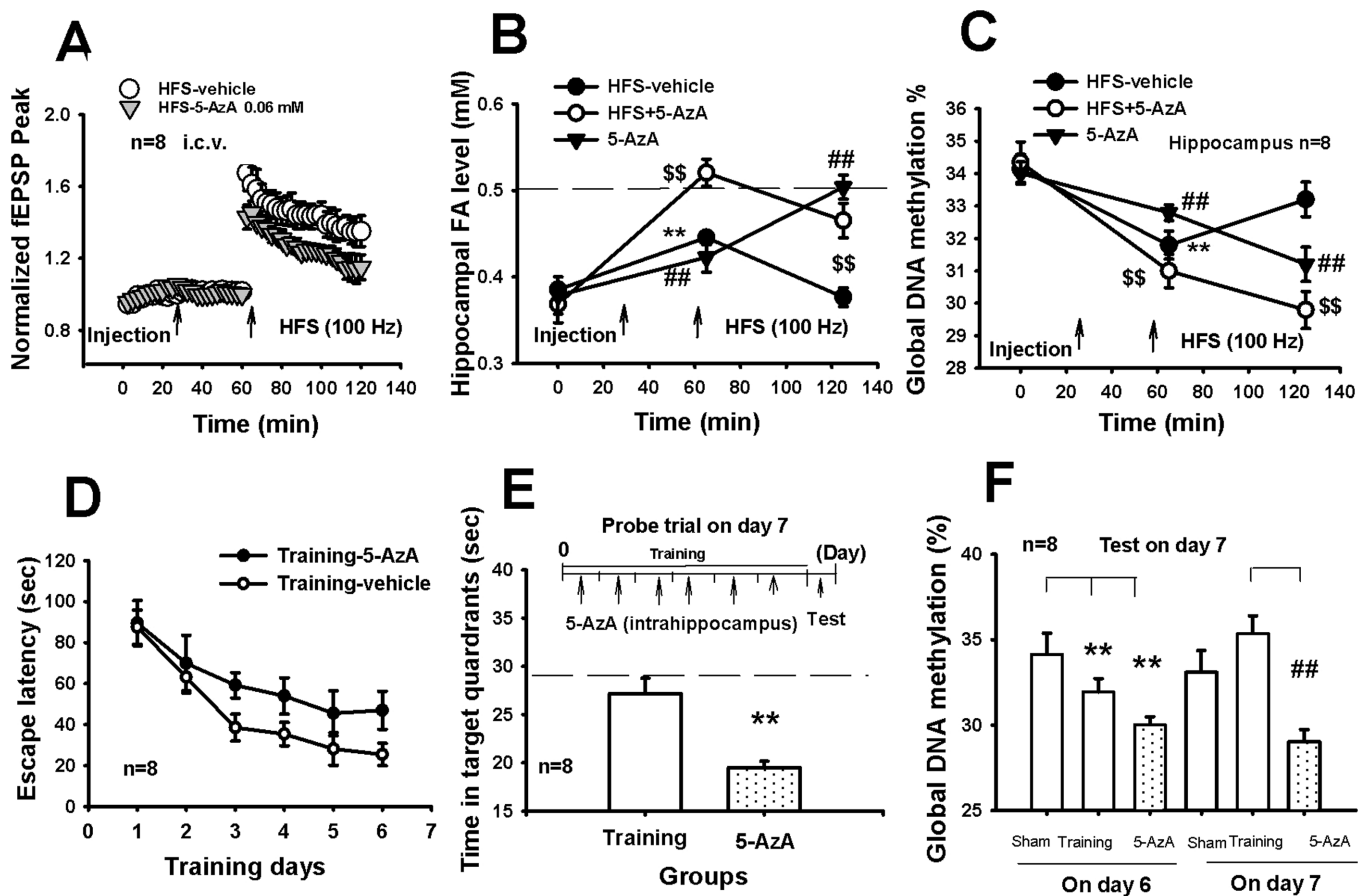 A
HFS-vehicle
HFS-5-AzA 0.06 mM
n=8 i.c.v.
Normalized fEPSP Peak
2.0
1.6
1.2
0.8
Injection
HFS (100 Hz)
0 20 40 60 80 100 120 140
Time (min)
B
HFS-vehicle
HFS+5-AzA
5-AzA
Hippocampal FA level (mM)
0.6
0.5
0.4
0.3
$$
##
**
##
$$
Injection
HFS (100 Hz)
0 20 40 60 80 100 120 140
Time (min)
C
HFS-vehicle
HFS+5-AzA
5-AzA
Hippocampus n=8
Global DNA methylation %
36
35
34
33
32
31
30
29
28
##
**
$$
##
$$
Injection
HFS (100 Hz)
0 20 40 60 80 100 120 140
Time (min)
D
Training-5-AzA
Training-vehicle
Escape latency (sec)
120
100
80
60
40
20
0
n=8
0 1 2 3 4 5 6 7
Training days
E
Probe trial on day 7
0
Training
(Day)
5-AzA (intrahippocampus)
Test
Time in target quardrants (sec)
40
35
30
25
20
15
**
n=8
Training 5-AzA
Groups
F
n=8 Test on day 7
Global DNA methylation (%)
40
35
30
25
** ** ##
Sham Training 5-AzA Sham Training 5-AzA
On day 6 On day 7